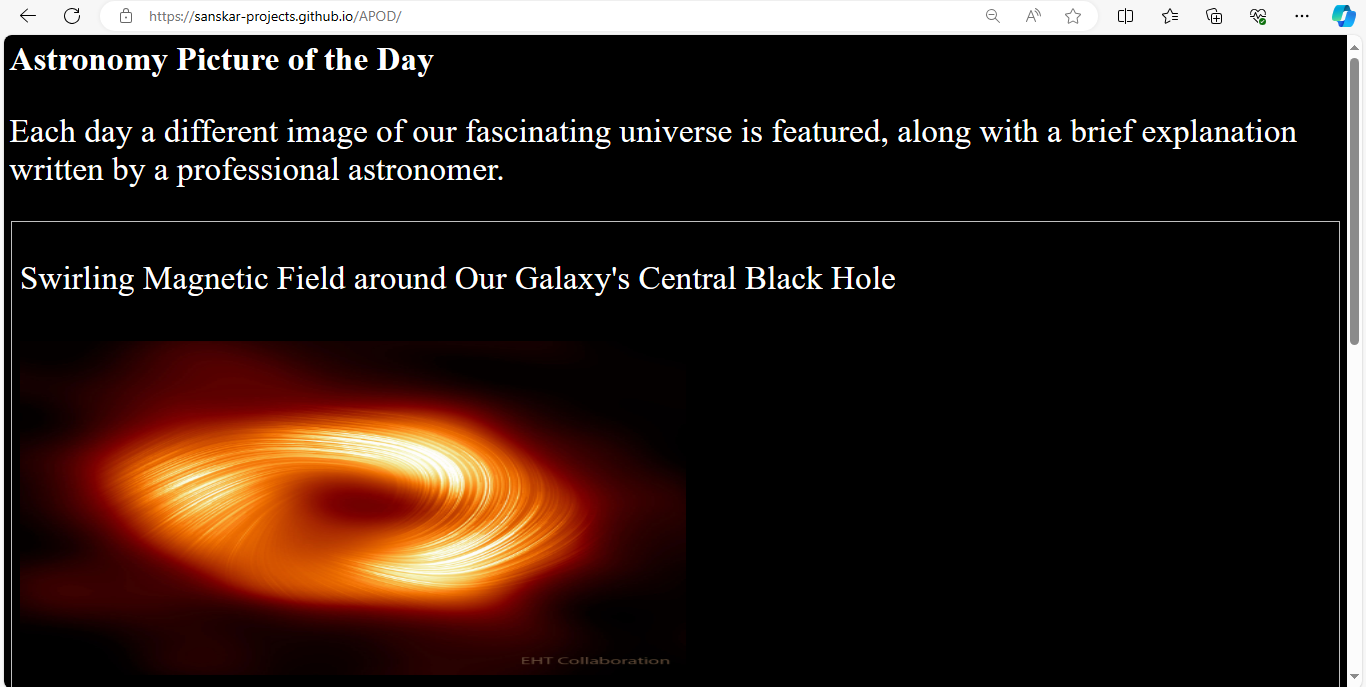 https://sanskar-projects.github.io/APOD/
Astronomy Picture of the Day
Each day a different image of our fascinating universe is featured, along with a brief explanation
written by a professional astronomer.
Swirling Magnetic Field around Our Galaxy's Central Black Hole
EHT Collaboration